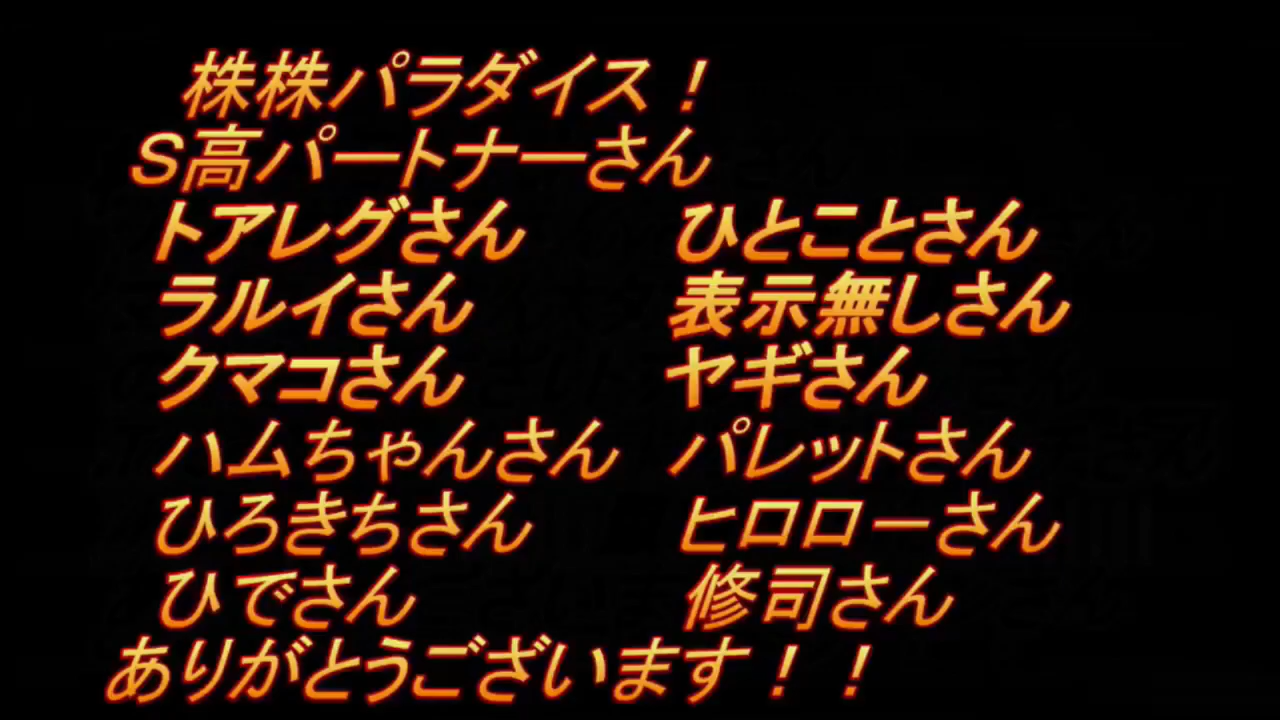 株株パラダイス！
Ｓ高パートナーさん
トアレグさん　ひとことさん
ラルイさん　表示無しさん
クマコさん　ヤギさん
ハムちゃんさん　パレットさん
ひろきちさん　ヒロローさん
ひでさん　修司さん
ありがとうございます！！